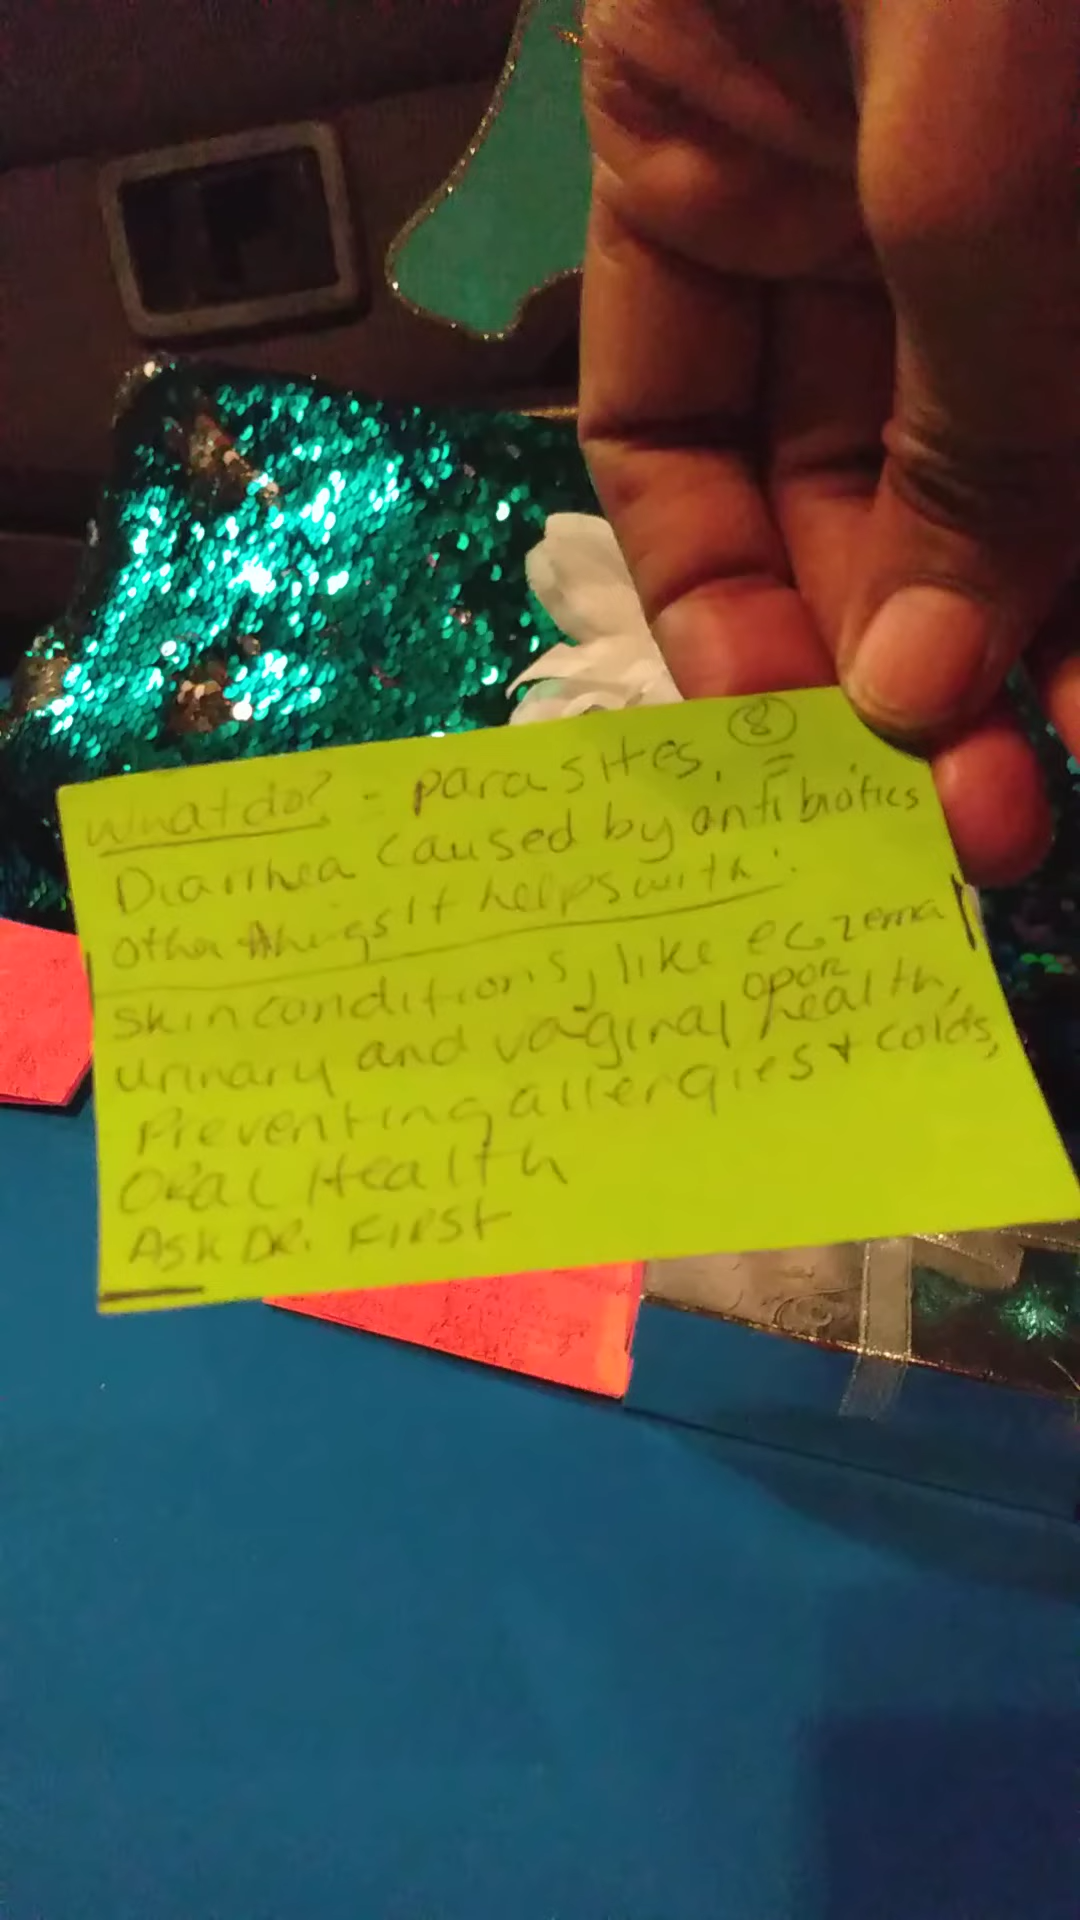 What do? - parasites. 8
Diarrhea caused by antibiotics
Other things it helps with:
skin conditions, like eczema
urinary and vaginal health,
Preventing allergies + colds,
ORAL Health
ASK DR. FIRST